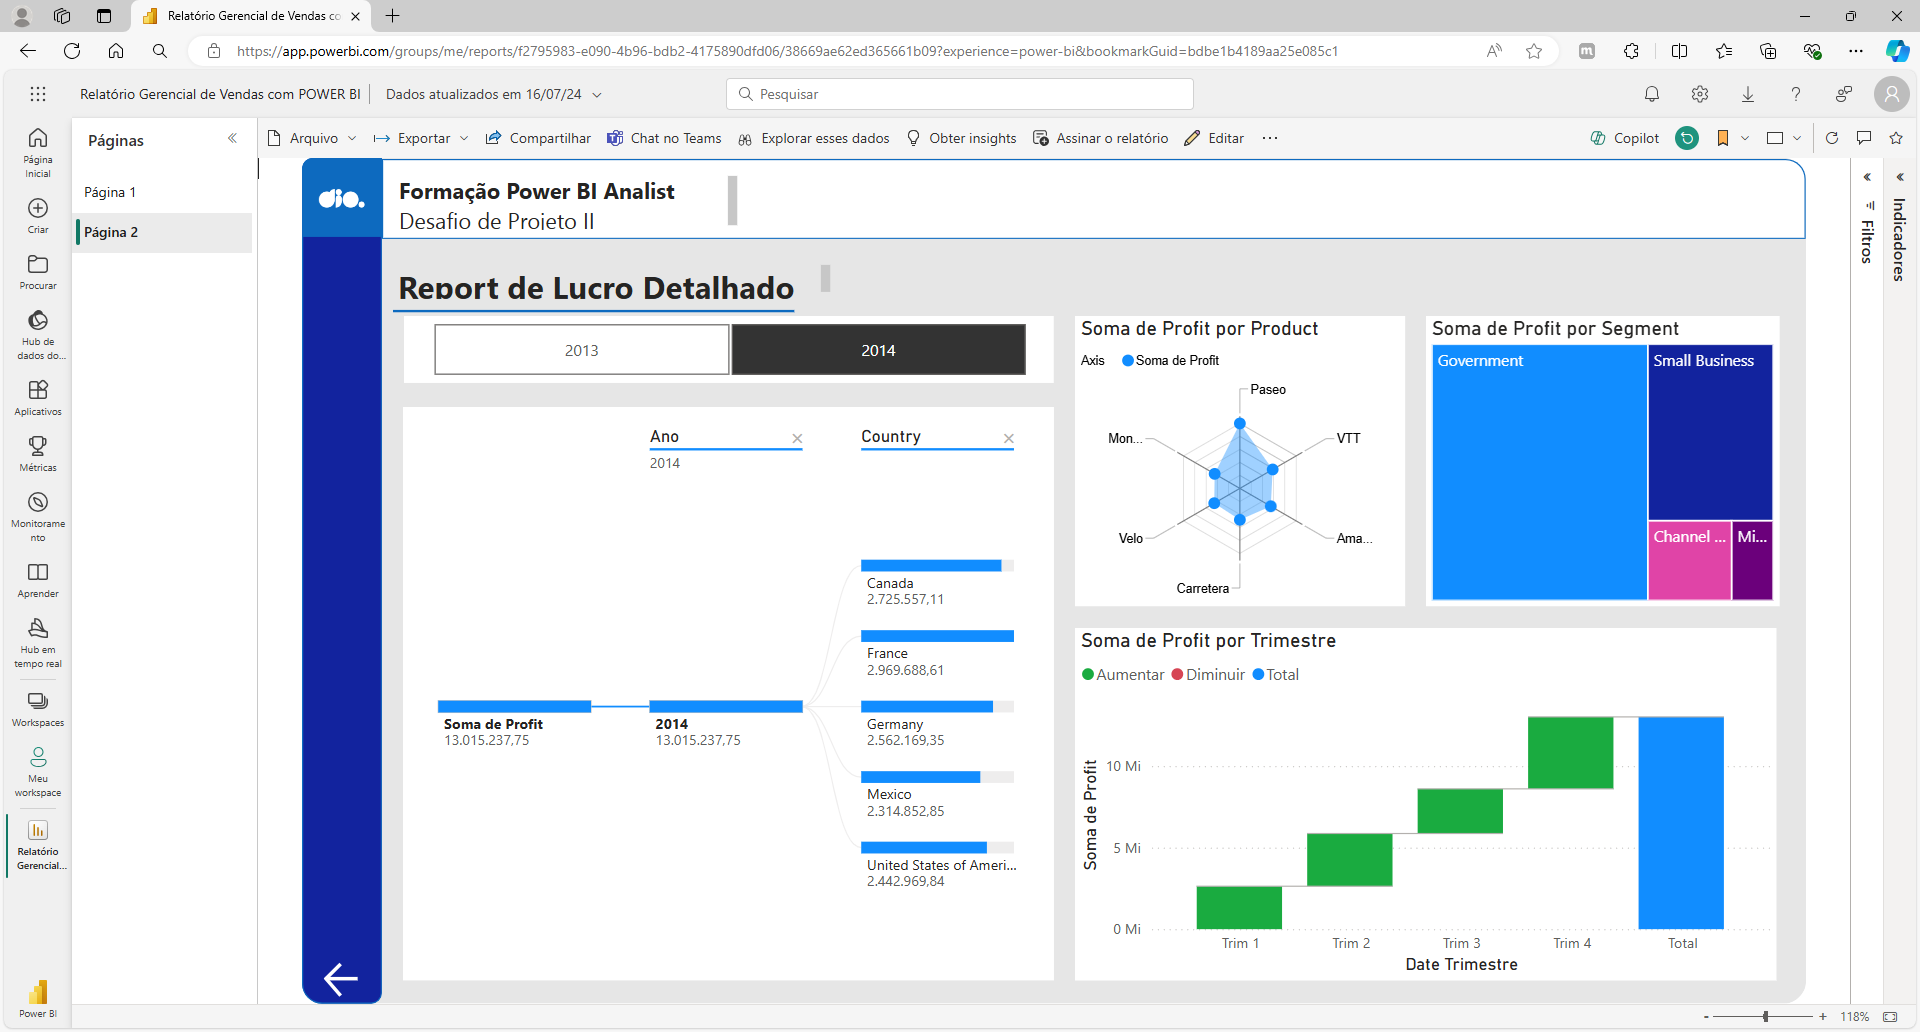 Relatório Gerencial de Vendas co
https://app.powerbi.com/groups/me/reports/f2795983-e090-4b96-bdb2-4175890dfd06/38669ae62ed365661b09?experience=power-bi&bookmarkGuid=bdbe1b4189aa25e085c1
Relatório Gerencial de Vendas com POWER BI
Dados atualizados em 16/07/24
Pesquisar
Página Inicial
Criar
Procurar
Hub de dados do...
Aplicativos
Métricas
Monitorame
nto
Aprender
Hub em tempo real
Workspaces
Meu workspace
Relatório Gerencial...
Power BI
Páginas
Página 1
Página 2
Arquivo
Exportar
Compartilhar
Chat no Teams
Explorar esses dados
Obter insights
Assinar o relatório
Editar
Copilot
dio.
Formação Power BI Analist
Desafio de Projeto II
Report de Lucro Detalhado
2013
2014
Ano
2014
Country
Soma de Profit
13.015.237,75
2014
13.015.237,75
Canada
2.725.557,11
France
2.969.688,61
Germany
2.562.169,35
Mexico
2.314.852,85
United States of Ameri...
2.442.969,84
Soma de Profit por Product
Axis
Soma de Profit
Paseo
VTT
Ama...
Carretera
Velo
Mon...
Soma de Profit por Segment
Government
Small Business
Channel ...
Mi...
Soma de Profit por Trimestre
Aumentar
Diminuir
Total
Soma de Profit
10 Mi
5 Mi
0 Mi
Trim 1
Trim 2
Trim 3
Trim 4
Total
Date Trimestre
Filtros
Indicadores
- + 118%